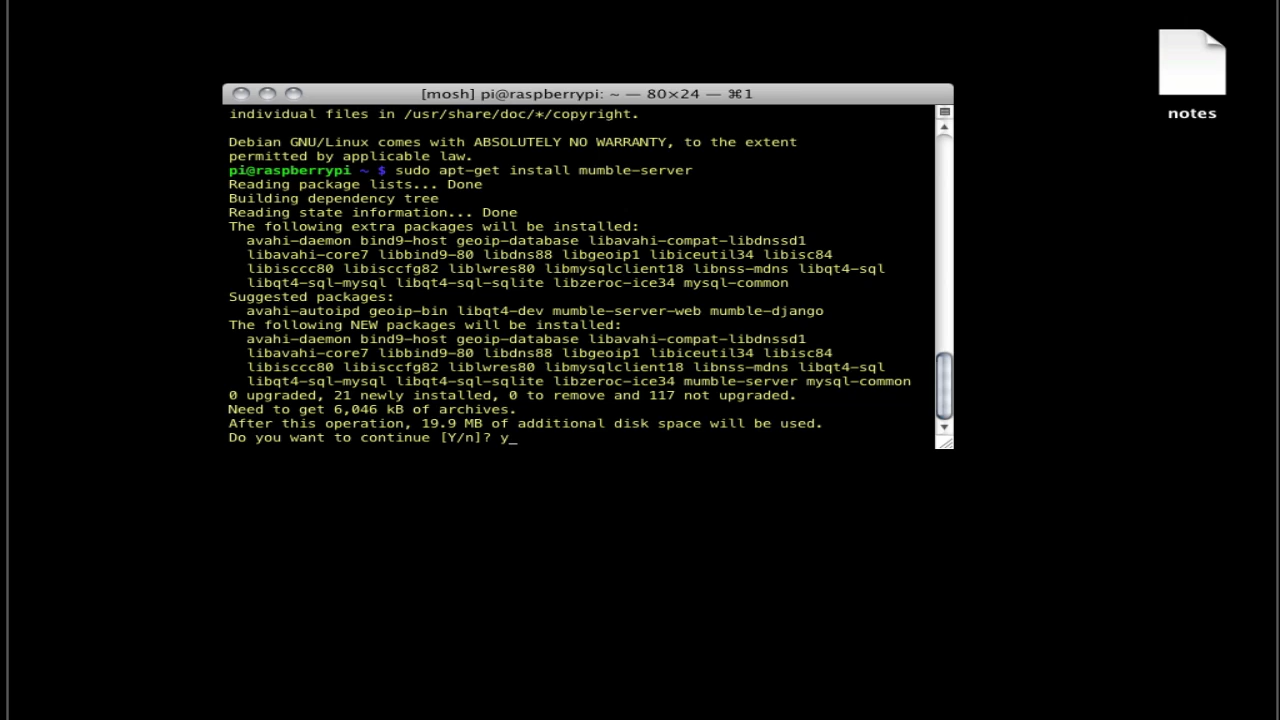 [mosh] pi@raspberrypi: ~ — 80×24 — ⌘1
individual files in /usr/share/doc/*/copyright.
Debian GNU/Linux comes with ABSOLUTELY NO WARRANTY, to the extent
permitted by applicable law.
pi@raspberrypi ~ $ sudo apt-get install mumble-server
Reading package lists... Done
Building dependency tree
Reading state information... Done
The following extra packages will be installed:
  avahi-daemon bind9-host geoip-database libavahi-compat-libdnssd1
  libavahi-core7 libbind9-80 libdns88 libgeoip1 libiceutil34 libisc84
  libisccc80 libisccfg82 liblwres80 libmysqlclient18 libnss-mdns libqt4-sql
  libqt4-sql-mysql libqt4-sql-sqlite libzeroc-ice34 mysql-common
Suggested packages:
  avahi-autoipd geoip-bin libqt4-dev mumble-server-web mumble-django
The following NEW packages will be installed:
  avahi-daemon bind9-host geoip-database libavahi-compat-libdnssd1
  libavahi-core7 libbind9-80 libdns88 libgeoip1 libiceutil34 libisc84
  libisccc80 libisccfg82 liblwres80 libmysqlclient18 libnss-mdns libqt4-sql
  libqt4-sql-mysql libqt4-sql-sqlite libzeroc-ice34 mumble-server mysql-common
0 upgraded, 21 newly installed, 0 to remove and 117 not upgraded.
Need to get 6,046 kB of archives.
After this operation, 19.9 MB of additional disk space will be used.
Do you want to continue [Y/n]? y_
notes